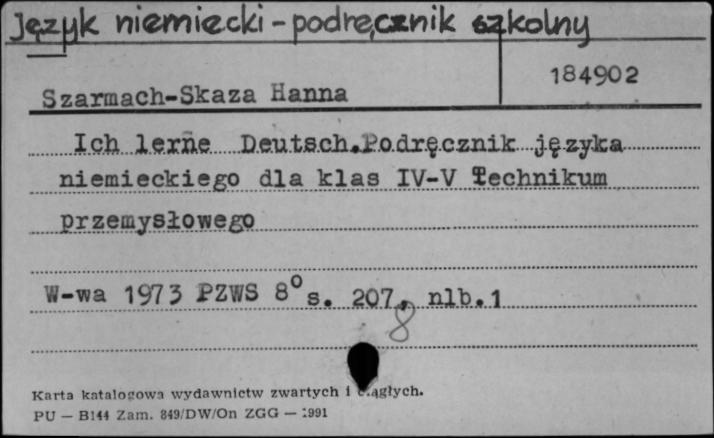 język niemiecki - podręcznik szkolny
184902
Szarmach-Skaza Hanna
Ich lerne Deutsch.Podręcznik języka
niemieckiego dla klas IV-V Technikum
przemysłowego
W-wa 1973 PZWS 8° s. 207, nlb.1
8
Karta katalogowa wydawnictw zwartych i ciągłych.
PU — B144 Zam. 849/DW/On ZGG — 1991